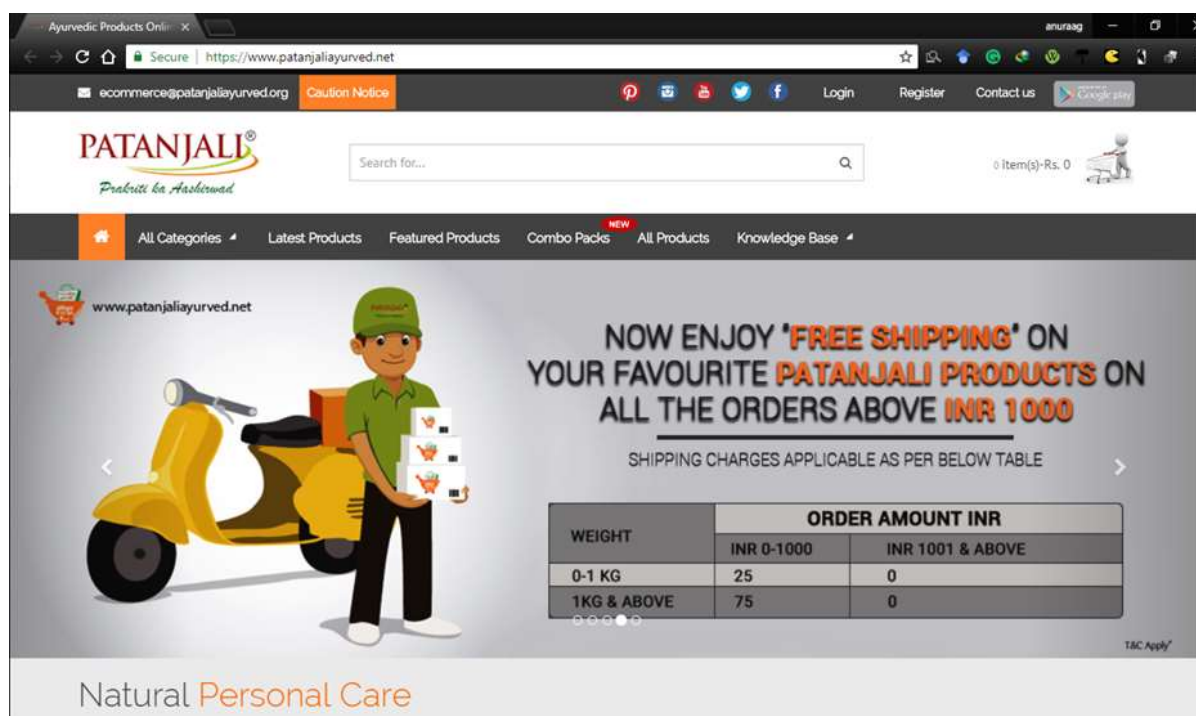 Ayurvedic Products Onlin
anuraag
Secure | https://www.patanjaliayurved.net
ecommerce@patanjaliayurved.org Caution Notice Login Register Contact us Google play
PATANJALI®
Prakriti ka Aashirwad
Search for...
0 item(s)-Rs. 0
NEW
All Categories Latest Products Featured Products Combo Packs All Products Knowledge Base
www.patanjaliayurved.net
NOW ENJOY 'FREE SHIPPING' ON
YOUR FAVOURITE PATANJALI PRODUCTS ON
ALL THE ORDERS ABOVE INR 1000
SHIPPING CHARGES APPLICABLE AS PER BELOW TABLE
WEIGHT ORDER AMOUNT INR
INR 0-1000 INR 1001 & ABOVE
0-1 KG 25 0
1KG & ABOVE 75 0
T&C Apply*
Natural Personal Care